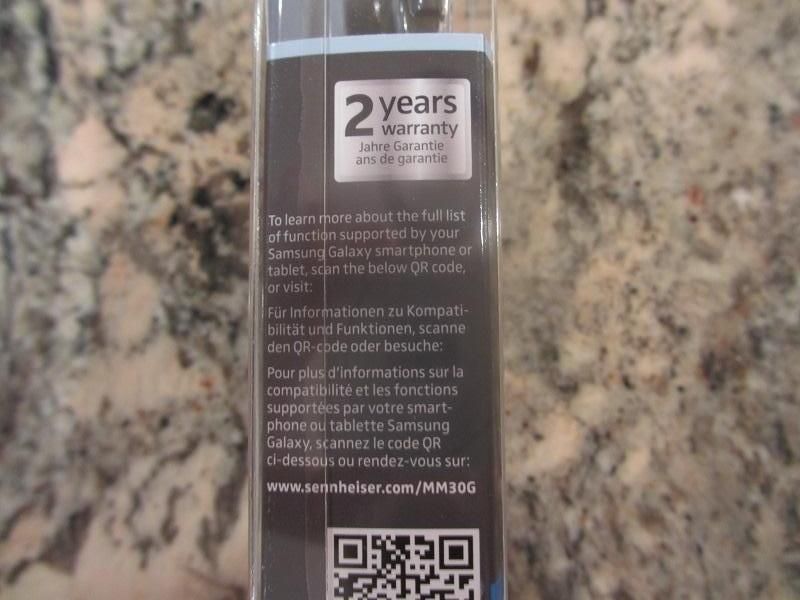 2 years
warranty
Jahre Garantie
ans de garantie
To learn more about the full list
of function supported by your
Samsung Galaxy smartphone or
tablet, scan the below QR code,
or visit:
Für Informationen zu Kompati-
bilität und Funktionen, scanne
den QR-code oder besuche:
Pour plus d'informations sur la
compatibilité et les fonctions
supportées par votre smart-
phone ou tablette Samsung
Galaxy, scannez le code QR
ci-dessous ou rendez-vous sur:
www.sennheiser.com/MM30G